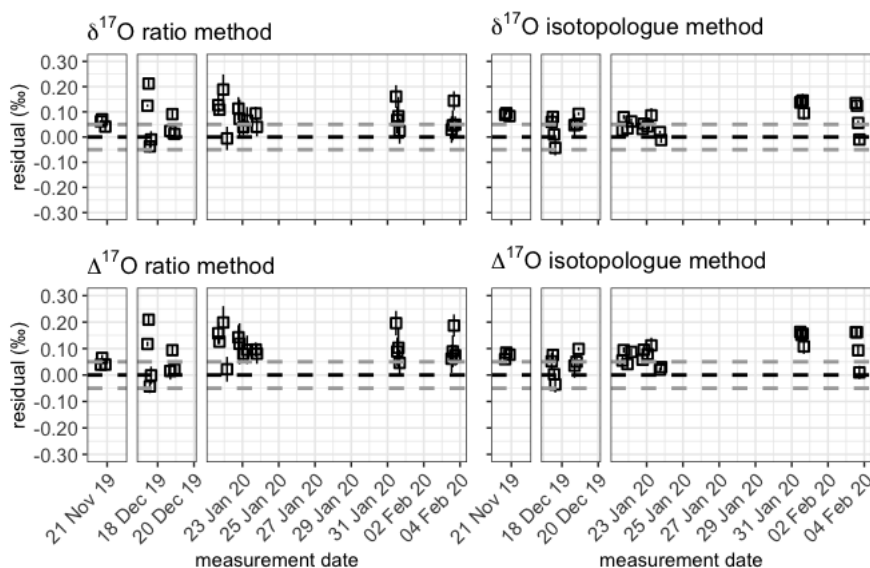 δ¹⁷O ratio method
δ¹⁷O isotopologue method
residual (‰)
0.30
0.20
0.10
0.00
-0.10
-0.20
-0.30
Δ¹⁷O ratio method
Δ¹⁷O isotopologue method
residual (‰)
0.30
0.20
0.10
0.00
-0.10
-0.20
-0.30
21 Nov 19
18 Dec 19
20 Dec 19
23 Jan 20
25 Jan 20
27 Jan 20
29 Jan 20
31 Jan 20
02 Feb 20
04 Feb 20
21 Nov 19
18 Dec 19
20 Dec 19
23 Jan 20
25 Jan 20
27 Jan 20
29 Jan 20
31 Jan 20
02 Feb 20
04 Feb 20
measurement date
measurement date